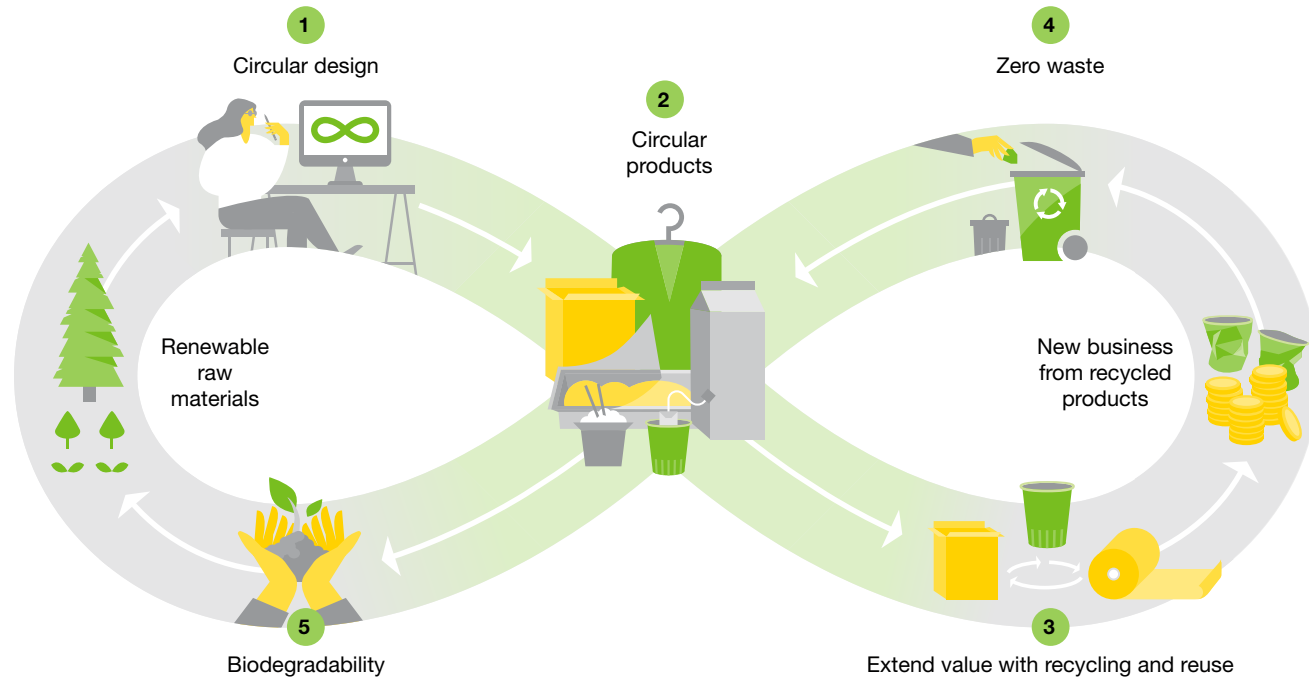 1
Circular design
2
Circular
products
4
Zero waste
Renewable
raw
materials
New business
from recycled
products
5
Biodegradability
3
Extend value with recycling and reuse